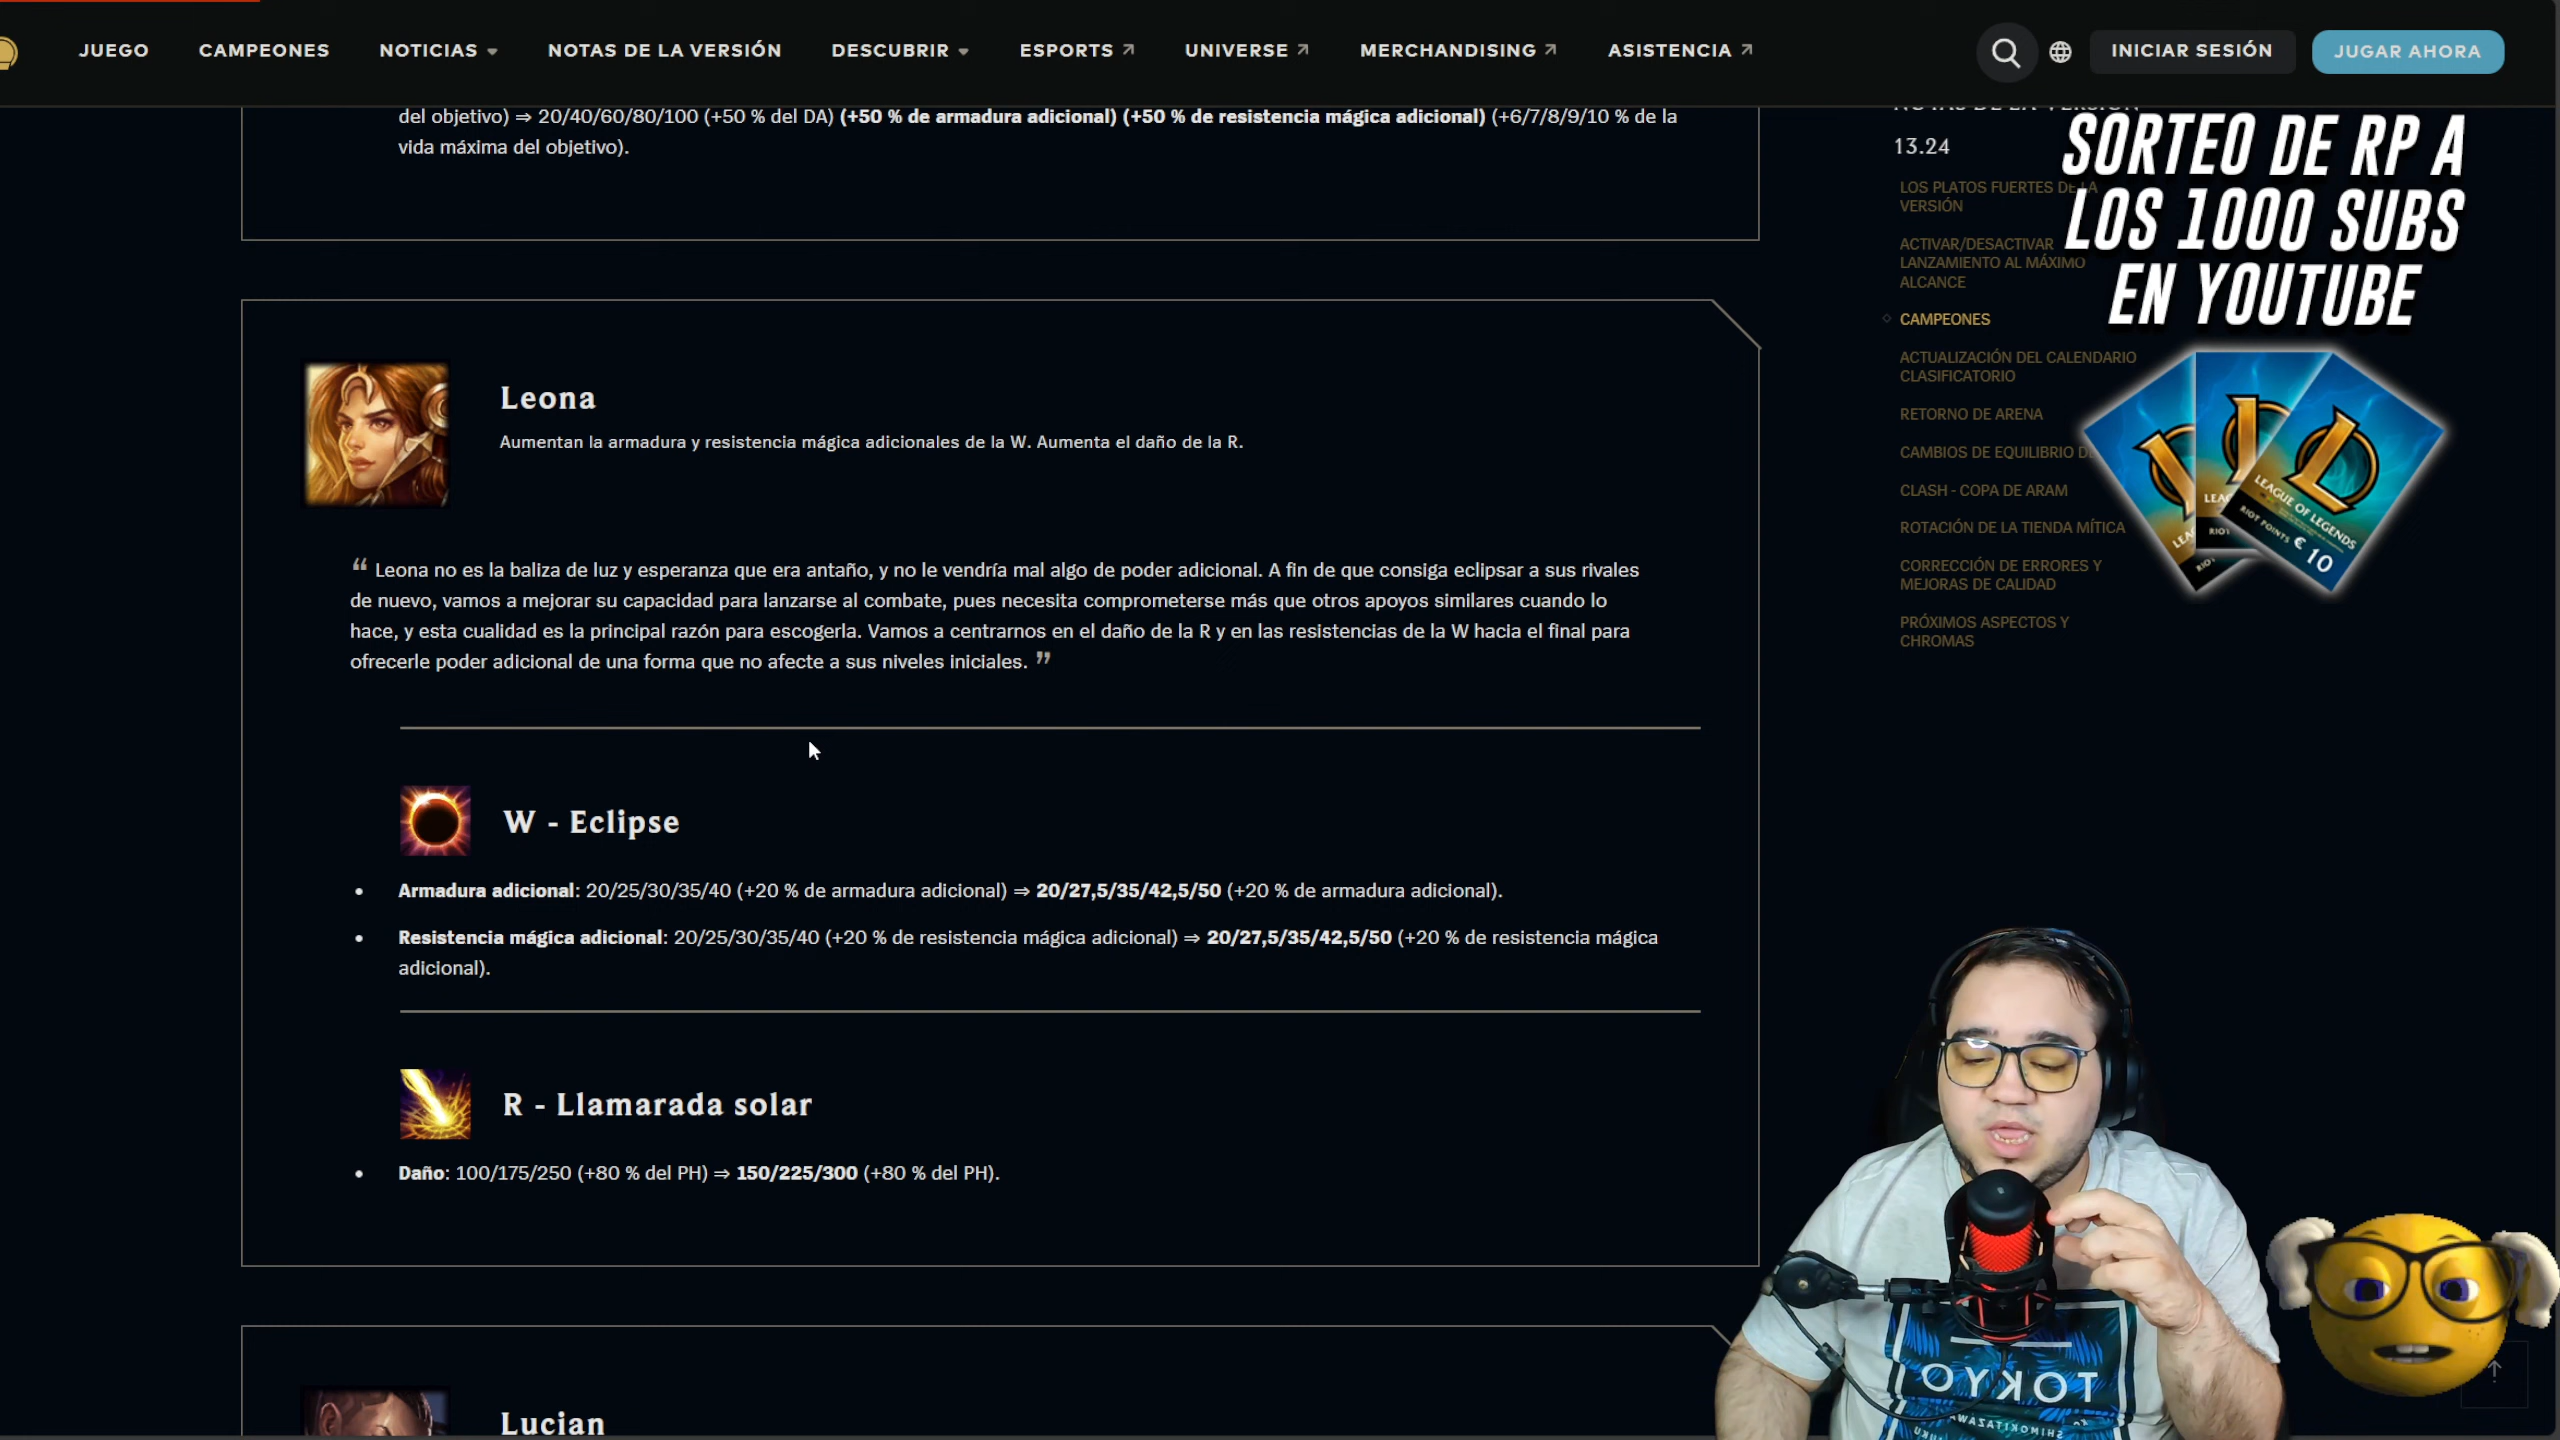 JUEGO CAMPEONES NOTICIAS NOTAS DE LA VERSIÓN DESCUBRIR ESPORTS UNIVERSE MERCHANDISING ASISTENCIA INICIAR SESIÓN JUGAR AHORA
del objetivo) ⇒ 20/40/60/80/100 (+50 % del DA) (+50 % de armadura adicional) (+50 % de resistencia mágica adicional) (+6/7/8/9/10 % de la
vida máxima del objetivo).
Leona
Aumentan la armadura y resistencia mágica adicionales de la W. Aumenta el daño de la R.
“ Leona no es la baliza de luz y esperanza que era antaño, y no le vendría mal algo de poder adicional. A fin de que consiga eclipsar a sus rivales
de nuevo, vamos a mejorar su capacidad para lanzarse al combate, pues necesita comprometerse más que otros apoyos similares cuando lo
hace, y esta cualidad es la principal razón para escogerla. Vamos a centrarnos en el daño de la R y en las resistencias de la W hacia el final para
ofrecerle poder adicional de una forma que no afecte a sus niveles iniciales. ”
W - Eclipse
• Armadura adicional: 20/25/30/35/40 (+20 % de armadura adicional) ⇒ 20/27,5/35/42,5/50 (+20 % de armadura adicional).
• Resistencia mágica adicional: 20/25/30/35/40 (+20 % de resistencia mágica adicional) ⇒ 20/27,5/35/42,5/50 (+20 % de resistencia mágica
adicional).
R - Llamarada solar
• Daño: 100/175/250 (+80 % del PH) ⇒ 150/225/300 (+80 % del PH).
Lucian
NOTAS DE LA VERSIÓN
13.24
LOS PLATOS FUERTES DE LA
VERSIÓN
ACTIVAR/DESACTIVAR
LANZAMIENTO AL MÁXIMO
ALCANCE
CAMPEONES
ACTUALIZACIÓN DEL CALENDARIO
CLASIFICATORIO
RETORNO DE ARENA
CAMBIOS DE EQUILIBRIO
CLASH - COPA DE ARAM
ROTACIÓN DE LA TIENDA MÍTICA
CORRECCIÓN DE ERRORES Y
MEJORAS DE CALIDAD
PRÓXIMOS ASPECTOS Y
CHROMAS
SORTEO DE RP A
LOS 1000 SUBS
EN YOUTUBE
LEAGUE OF LEGENDS
RIOT POINTS € 10
TOKYO